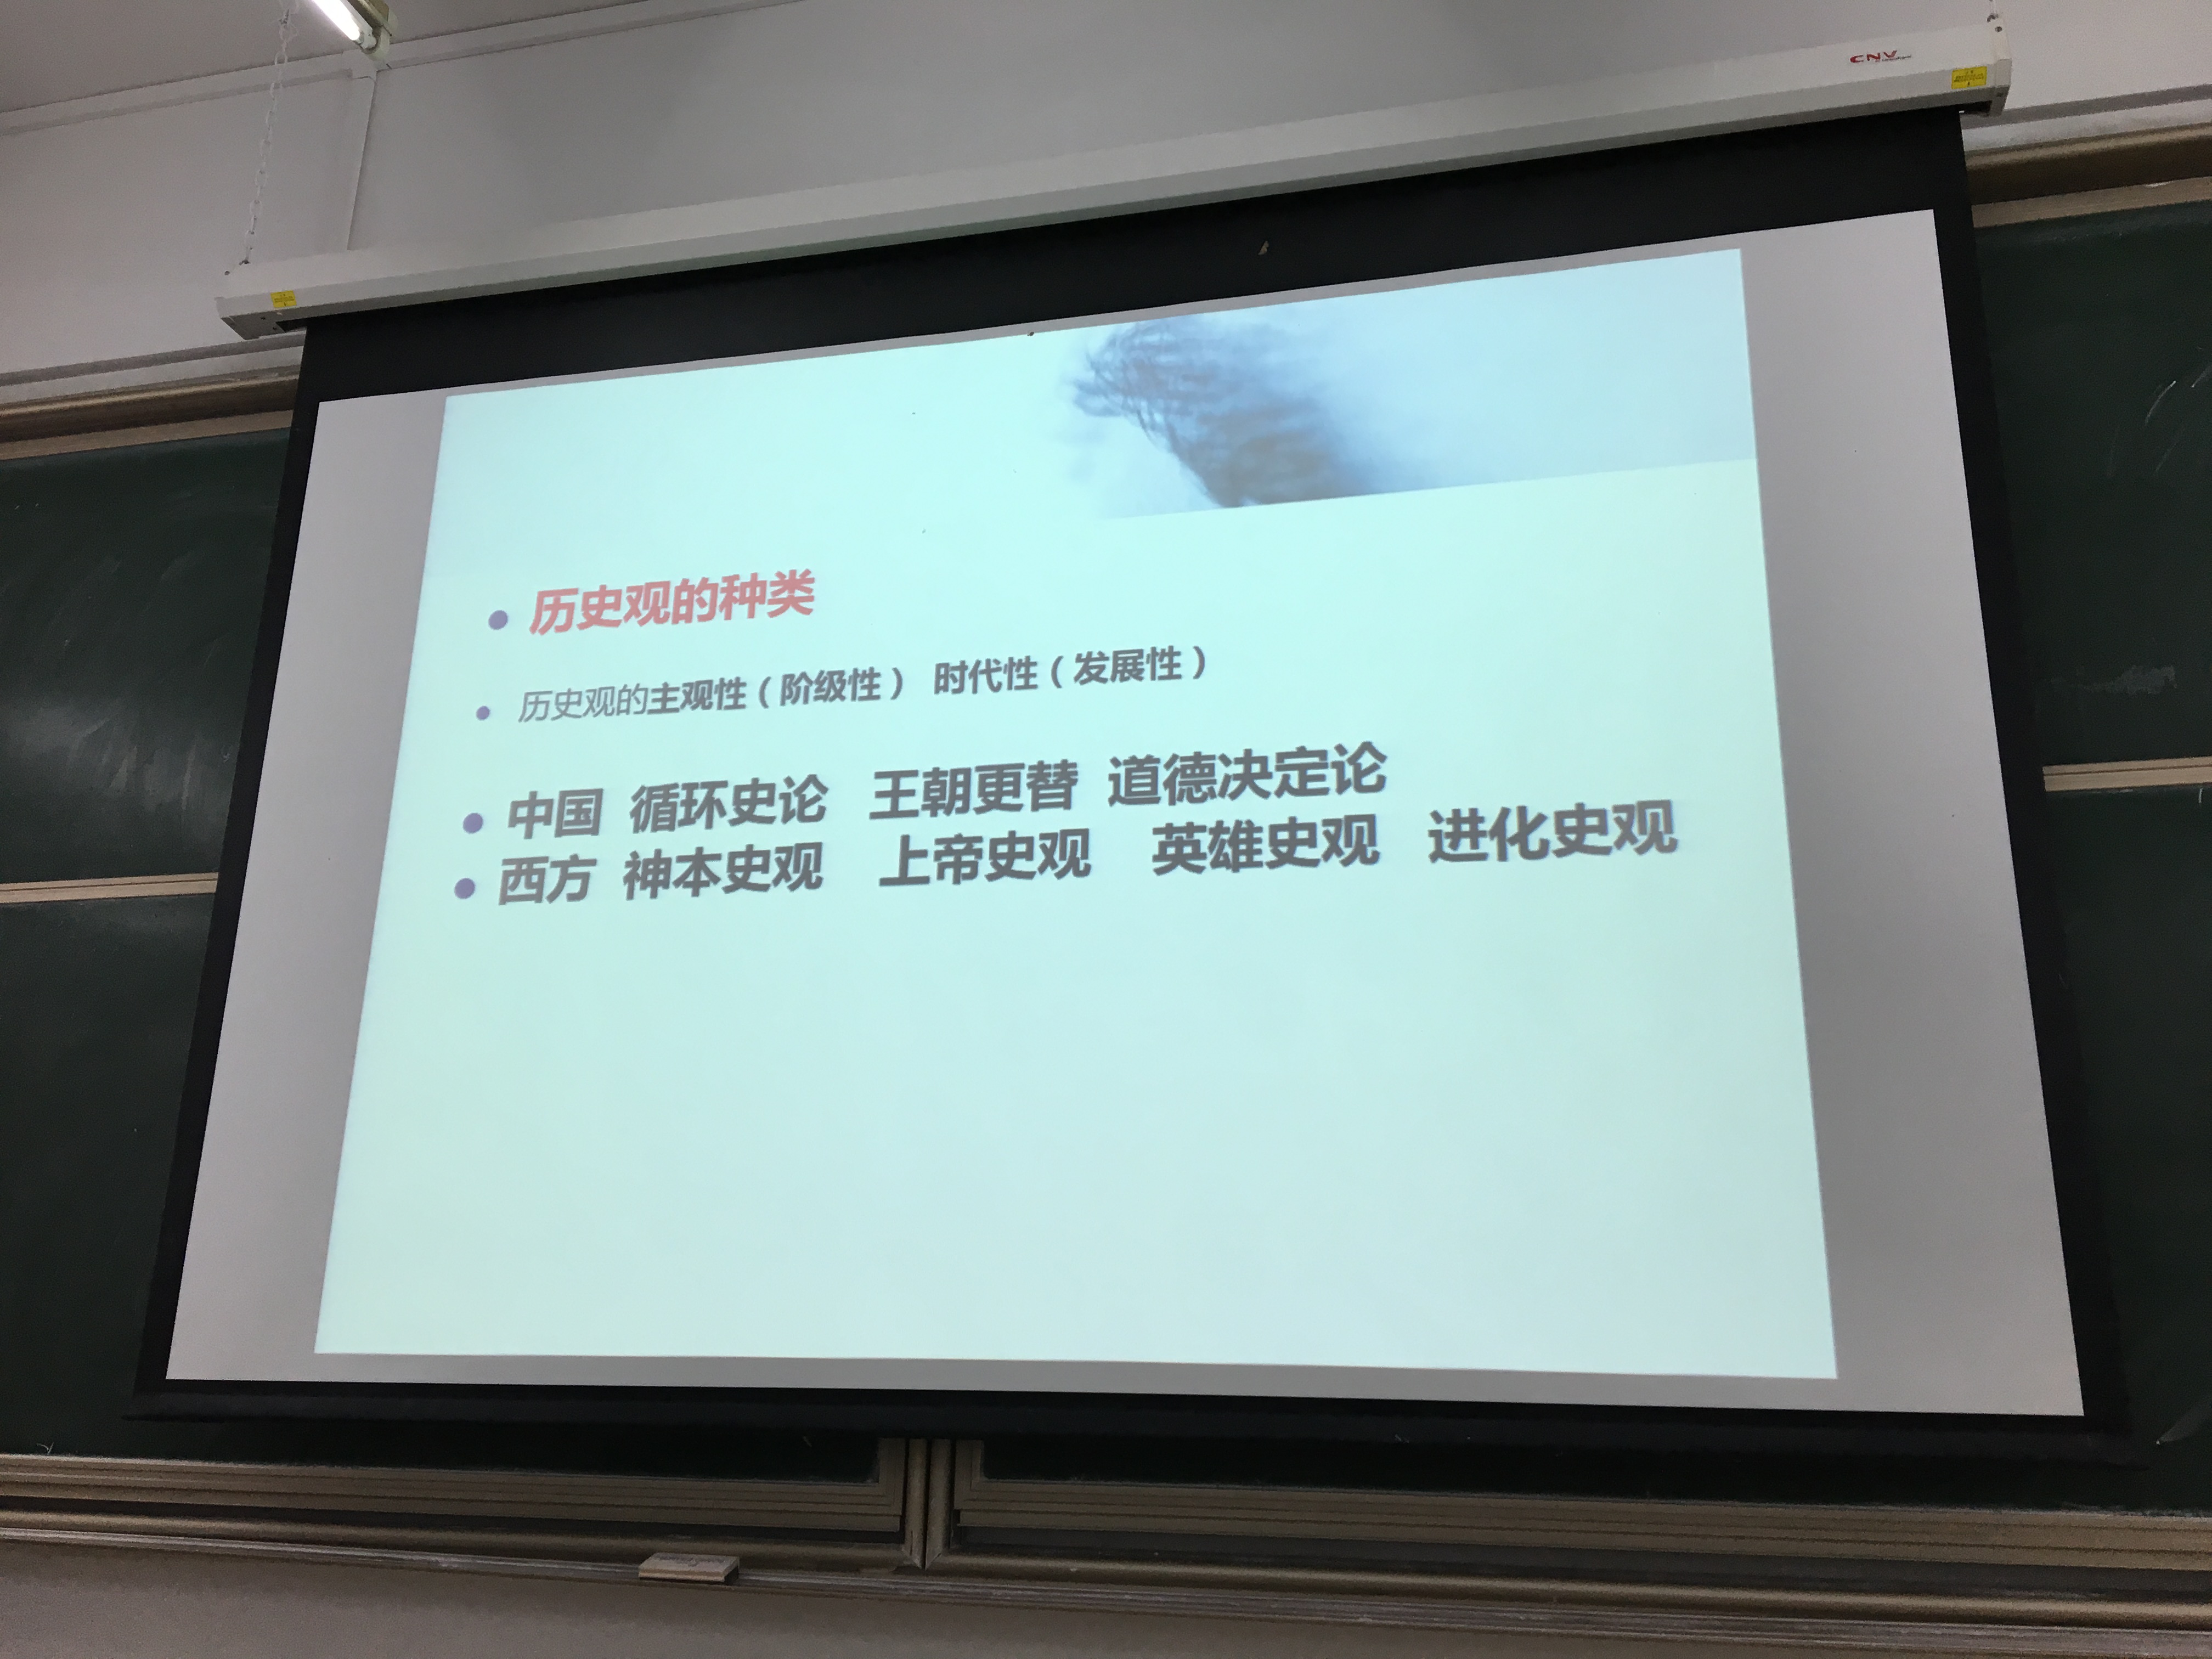 CNV
历史观的种类
历史观的主观性（阶级性） 时代性（发展性）
中国 循环史论 王朝更替 道德决定论
西方 神本史观 上帝史观 英雄史观 进化史观